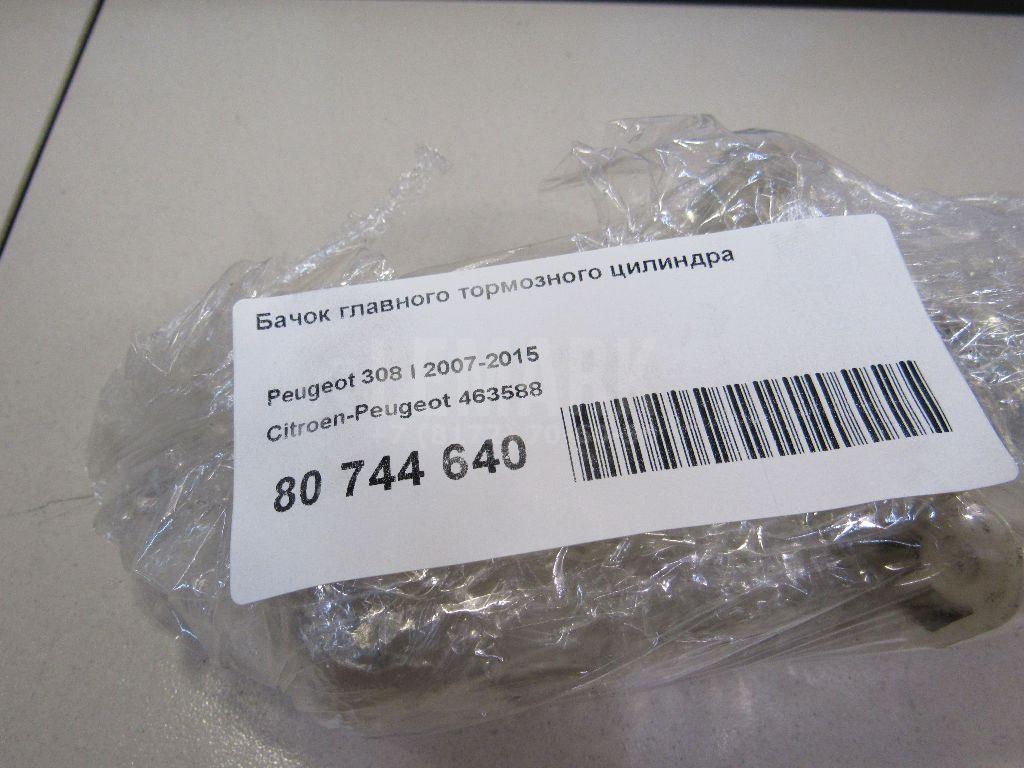 Бачок главного тормозного цилиндра
Peugeot 308 I 2007-2015
Citroen-Peugeot 463588
80 744 640